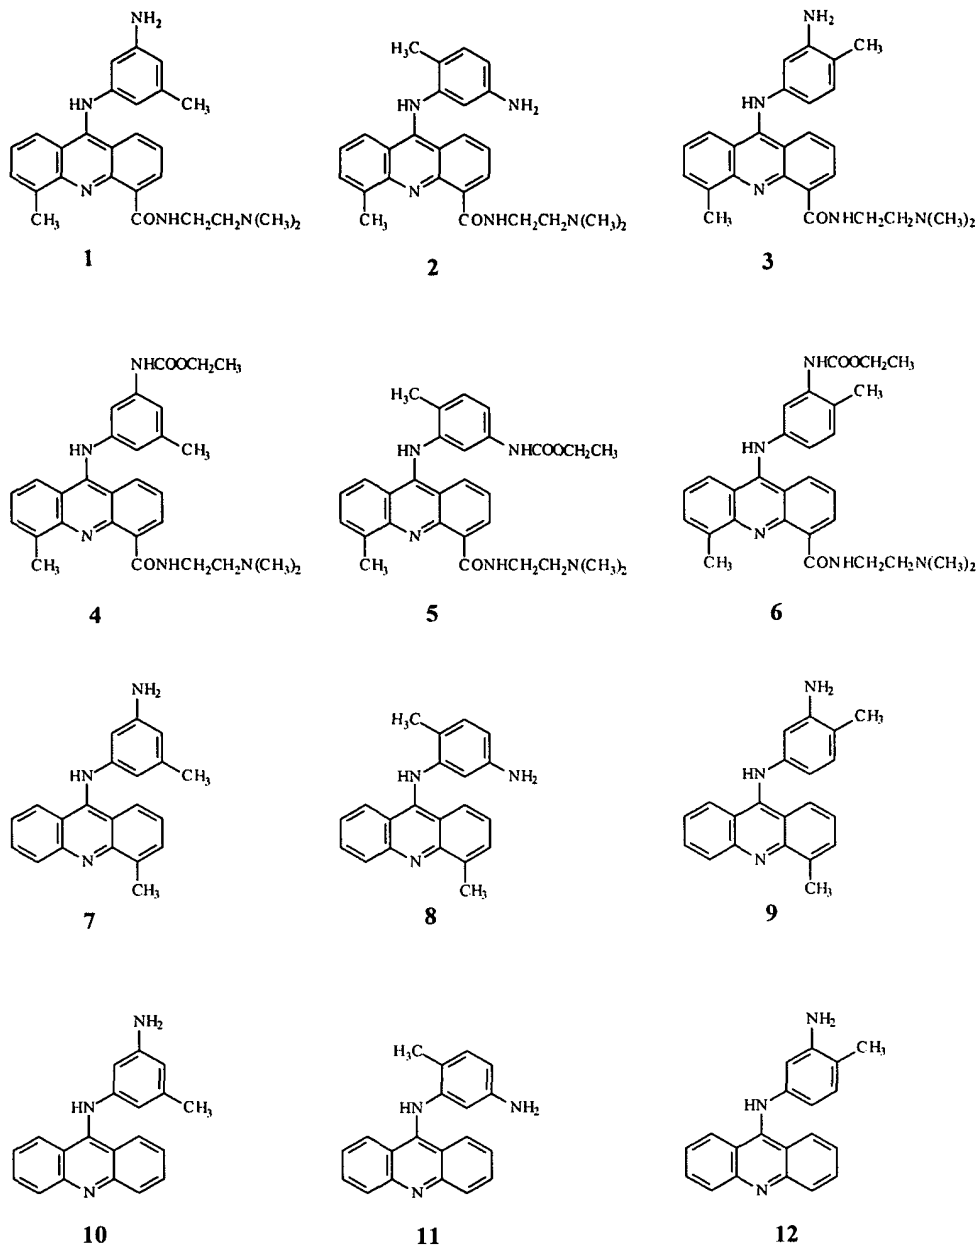 NH₂
CH₃
HN
N
CH₃
CONHCH₂CH₂N(CH₃)₂
1
H₃C
NH₂
HN
N
CH₃
CONHCH₂CH₂N(CH₃)₂
2
NH₂
CH₃
HN
N
CH₃
CONHCH₂CH₂N(CH₃)₂
3
NHCOOCH₂CH₃
HN
CH₃
N
CH₃
CONHCH₂CH₂N(CH₃)₂
4
H₃C
HN
NHCOOCH₂CH₃
N
CH₃
CONHCH₂CH₂N(CH₃)₂
5
NHCOOCH₂CH₃
CH₃
HN
N
CH₃
CONHCH₂CH₂N(CH₃)₂
6
NH₂
HN
CH₃
N
CH₃
7
H₃C
HN
NH₂
N
CH₃
8
NH₂
CH₃
HN
N
CH₃
9
NH₂
HN
CH₃
N
10
H₃C
HN
NH₂
N
11
NH₂
CH₃
HN
N
12